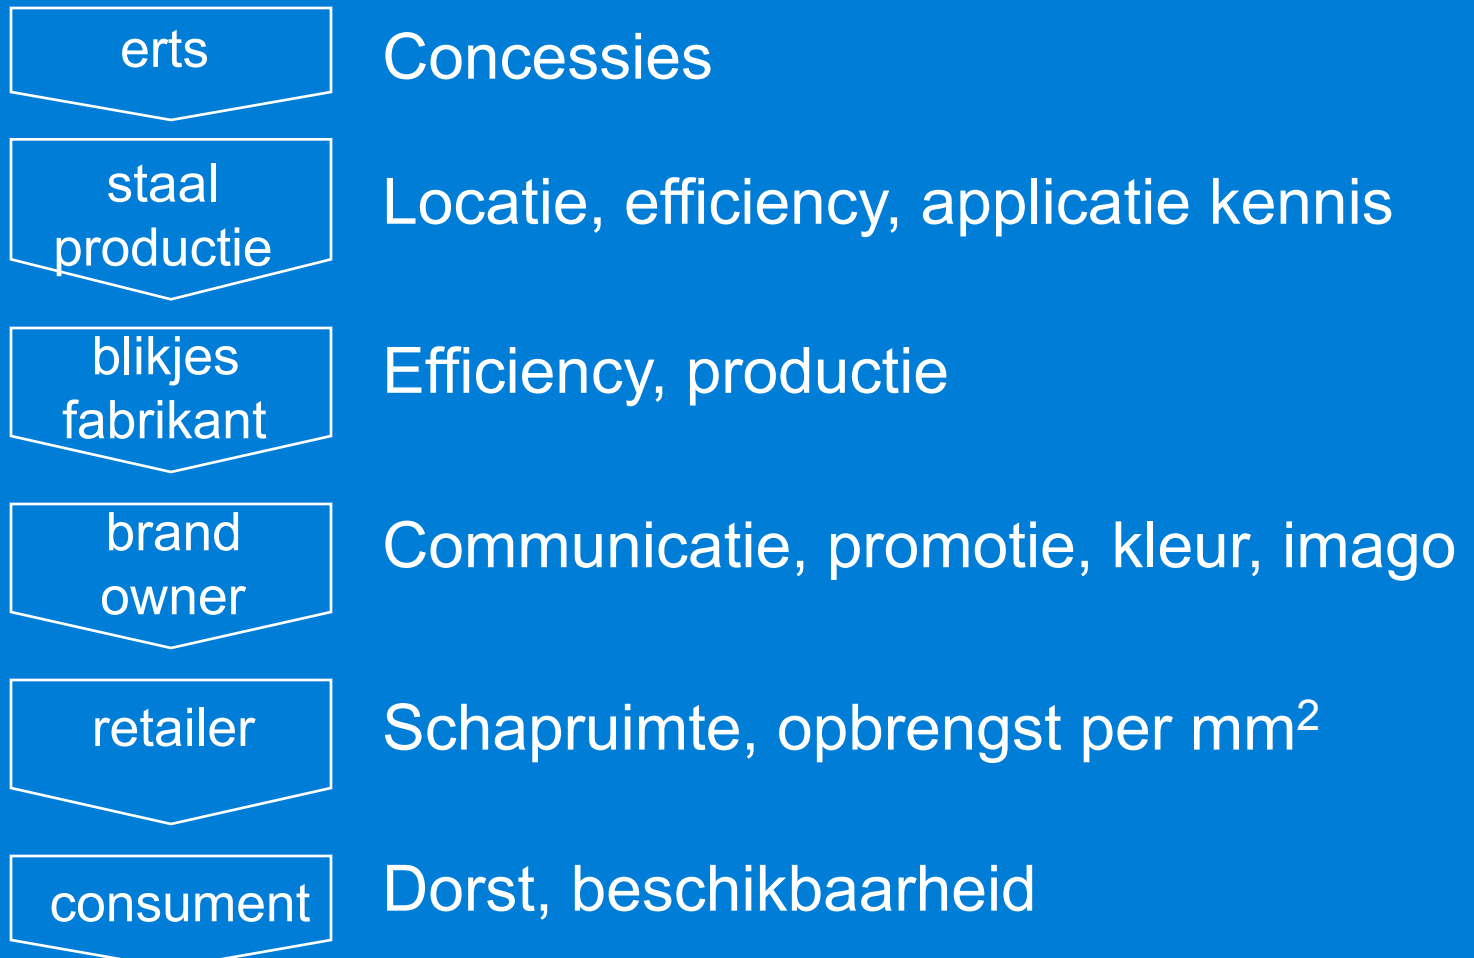 erts
Concessies
staal
productie
Locatie, efficiency, applicatie kennis
blikjes
fabrikant
Efficiency, productie
brand
owner
Communicatie, promotie, kleur, imago
retailer
Schapruimte, opbrengst per mm²
consument
Dorst, beschikbaarheid